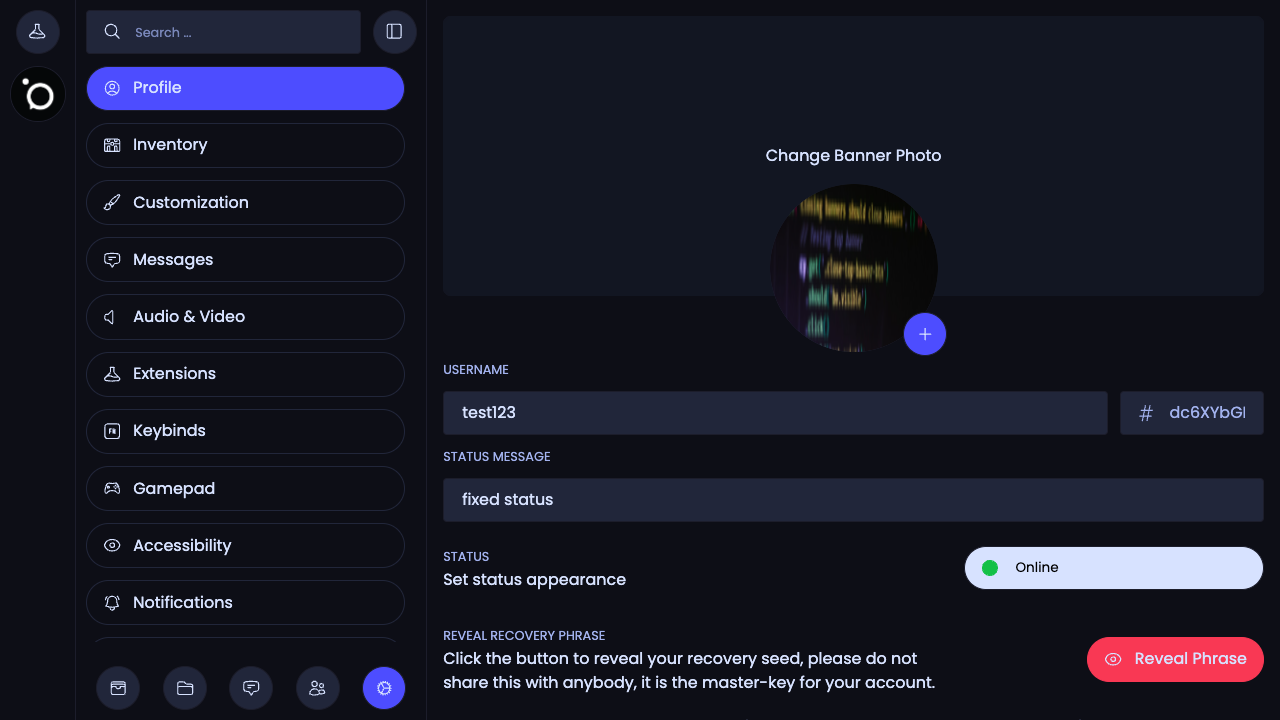 Search ...
Profile
Inventory
Customization
Messages
Audio & Video
Extensions
Keybinds
Gamepad
Accessibility
Notifications
Change Banner Photo
USERNAME
test123
# dc6XYbG
STATUS MESSAGE
fixed status
STATUS
Set status appearance
Online
REVEAL RECOVERY PHRASE
Click the button to reveal your recovery seed, please do not
share this with anybody, it is the master-key for your account.
Reveal Phrase